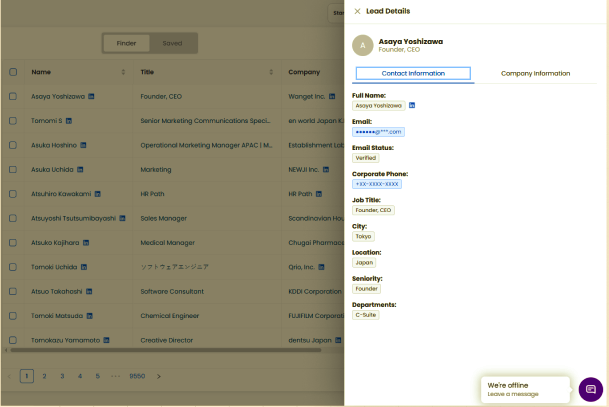 Star
Finder Saved
Name Title Company
Asaya Yoshizawa Founder, CEO Wanget Inc.
Tomomi S Senior Marketing Communications Speci... en world Japan K.
Asuka Hoshino Operational Marketing Manager APAC | M... Establishment Lab
Asuka Uchida Marketing NEWJI Inc.
Atsuhiro Kawakami HR Path HR Path
Atsuyoshi Tsutsumibayashi Sales Manager Scandinavian Hou
Atsuko Kajihara Medical Manager Chugai Pharmace
Tomoki Uchida ソフトウェアエンジニア Qrio, Inc.
Atsuo Takahashi Software Consultant KDDI Corporation
Tomoki Matsuda Chemical Engineer FUJIFILM Corporati
Tomokazu Yamamoto Creative Director dentsu Japan
< 1 2 3 4 5 ••• 9550 >
Lead Details
A
Asaya Yoshizawa
Founder, CEO
Contact Information Company Information
Full Name:
Asaya Yoshizawa
Email:
●●●●●●@***.com
Email Status:
Verified
Corporate Phone:
+XX-XXXX-XXXX
Job Title:
Founder, CEO
City:
Tokyo
Location:
Japan
Seniority:
Founder
Departments:
C-Suite
We're offline
Leave a message